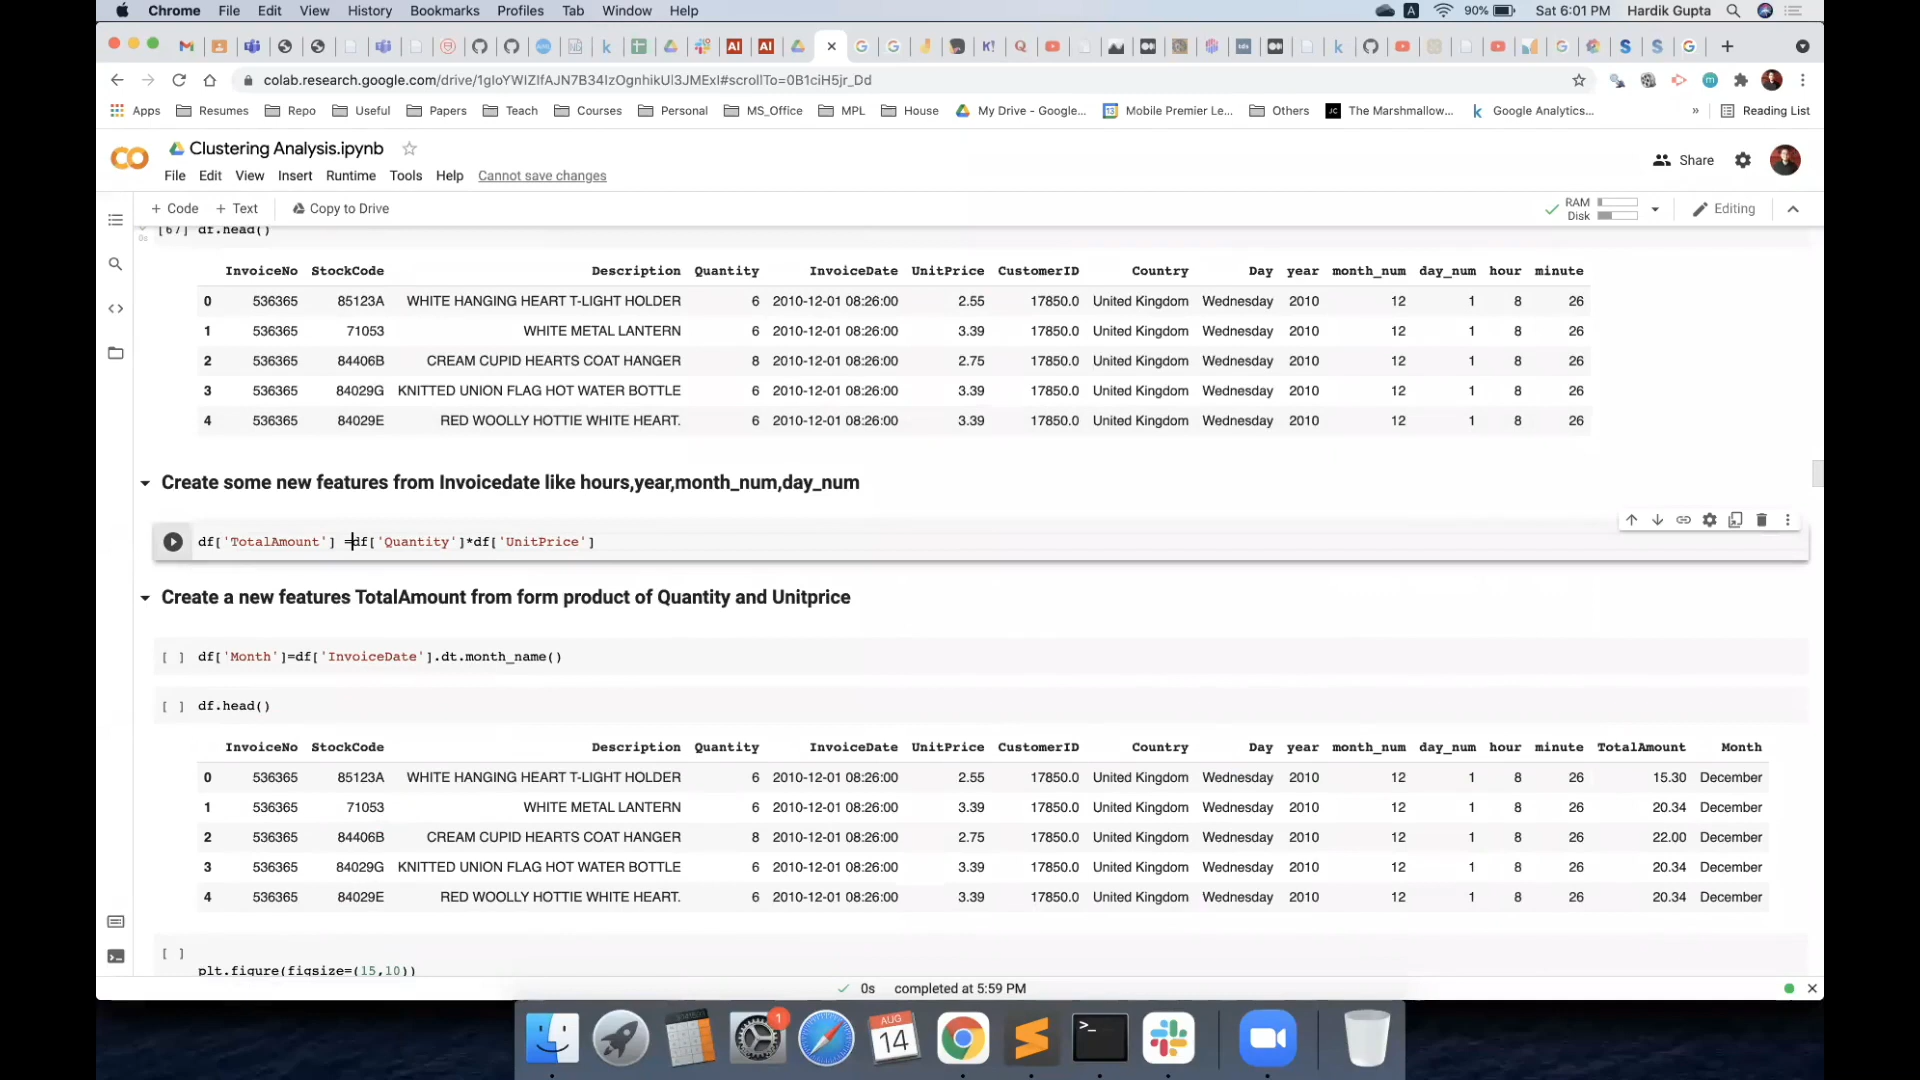 Chrome File Edit View History Bookmarks Profiles Tab Window Help 90% Sat 6:01 PM Hardik Gupta
colab.research.google.com/drive/1gIoYWIZIfAJN7B34IzOgnhikUl3JMExI#scrollTo=0B1ciH5jr_Dd
Apps Resumes Repo Useful Papers Teach Courses Personal MS_Office MPL House My Drive - Google... Mobile Premier Le... Others The Marshmallow... Google Analytics... » Reading List
CO Clustering Analysis.ipynb
File Edit View Insert Runtime Tools Help Cannot save changes Share
+ Code + Text Copy to Drive RAM Disk Editing
[67] df.head()
0s
InvoiceNo StockCode Description Quantity InvoiceDate UnitPrice CustomerID Country Day year month_num day_num hour minute
0 536365 85123A WHITE HANGING HEART T-LIGHT HOLDER 6 2010-12-01 08:26:00 2.55 17850.0 United Kingdom Wednesday 2010 12 1 8 26
1 536365 71053 WHITE METAL LANTERN 6 2010-12-01 08:26:00 3.39 17850.0 United Kingdom Wednesday 2010 12 1 8 26
2 536365 84406B CREAM CUPID HEARTS COAT HANGER 8 2010-12-01 08:26:00 2.75 17850.0 United Kingdom Wednesday 2010 12 1 8 26
3 536365 84029G KNITTED UNION FLAG HOT WATER BOTTLE 6 2010-12-01 08:26:00 3.39 17850.0 United Kingdom Wednesday 2010 12 1 8 26
4 536365 84029E RED WOOLLY HOTTIE WHITE HEART. 6 2010-12-01 08:26:00 3.39 17850.0 United Kingdom Wednesday 2010 12 1 8 26
Create some new features from Invoicedate like hours,year,month_num,day_num
df['TotalAmount'] =df['Quantity']*df['UnitPrice']
Create a new features TotalAmount from form product of Quantity and Unitprice
[ ] df['Month']=df['InvoiceDate'].dt.month_name()
[ ] df.head()
InvoiceNo StockCode Description Quantity InvoiceDate UnitPrice CustomerID Country Day year month_num day_num hour minute TotalAmount Month
0 536365 85123A WHITE HANGING HEART T-LIGHT HOLDER 6 2010-12-01 08:26:00 2.55 17850.0 United Kingdom Wednesday 2010 12 1 8 26 15.30 December
1 536365 71053 WHITE METAL LANTERN 6 2010-12-01 08:26:00 3.39 17850.0 United Kingdom Wednesday 2010 12 1 8 26 20.34 December
2 536365 84406B CREAM CUPID HEARTS COAT HANGER 8 2010-12-01 08:26:00 2.75 17850.0 United Kingdom Wednesday 2010 12 1 8 26 22.00 December
3 536365 84029G KNITTED UNION FLAG HOT WATER BOTTLE 6 2010-12-01 08:26:00 3.39 17850.0 United Kingdom Wednesday 2010 12 1 8 26 20.34 December
4 536365 84029E RED WOOLLY HOTTIE WHITE HEART. 6 2010-12-01 08:26:00 3.39 17850.0 United Kingdom Wednesday 2010 12 1 8 26 20.34 December
[ ]
plt.figure(figsize=(15,10))
0s completed at 5:59 PM
AUG
14
1